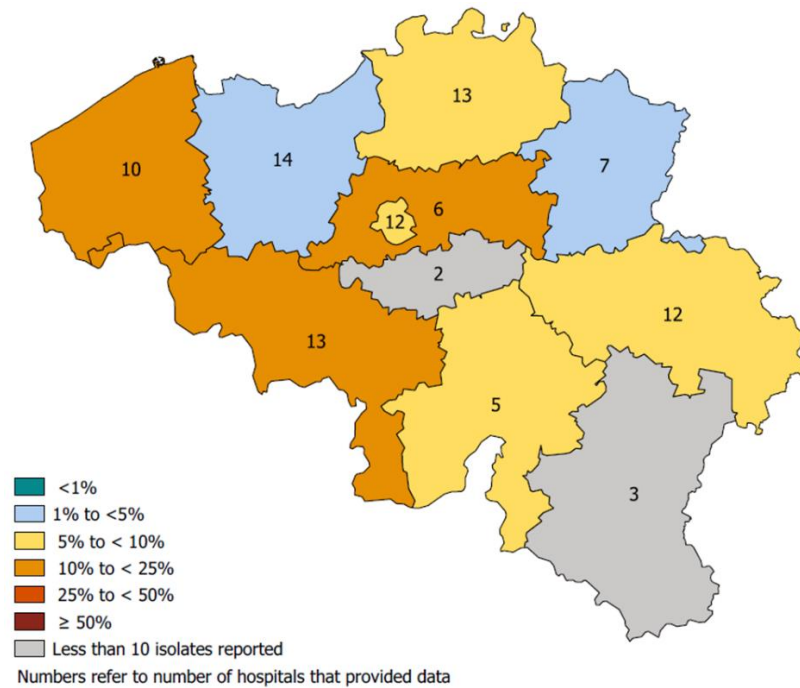 13
10
14
7
6
12
2
12
13
5
3
<1%
1% to <5%
5% to < 10%
10% to < 25%
25% to < 50%
≥ 50%
Less than 10 isolates reported
Numbers refer to number of hospitals that provided data